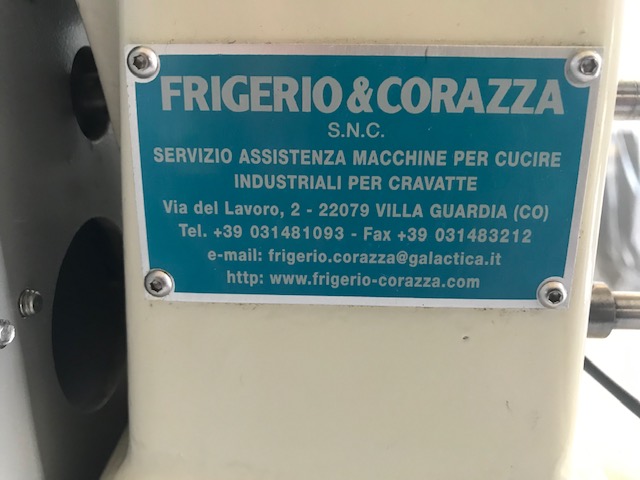 FRIGERIO&CORAZZA
S.N.C.
SERVIZIO ASSISTENZA MACCHINE PER CUCIRE
INDUSTRIALI PER CRAVATTE
Via del Lavoro, 2 - 22079 VILLA GUARDIA (CO)
Tel. +39 031481093 - Fax +39 031483212
e-mail: frigerio.corazza@galactica.it
http: www.frigerio-corazza.com